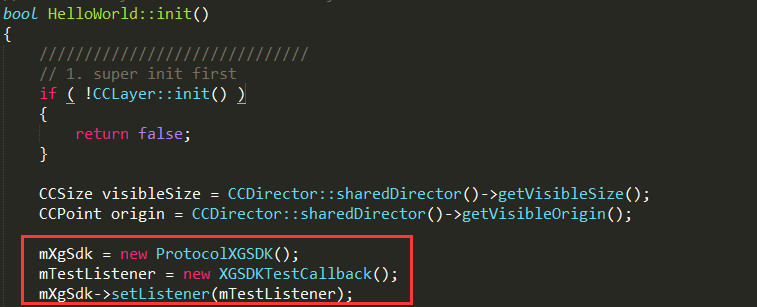 bool HelloWorld::init()
{
//////////////////////////////
// 1. super init first
if ( !CCLayer::init() )
{
return false;
}
CCSize visibleSize = CCDirector::sharedDirector()->getVisibleSize();
CCPoint origin = CCDirector::sharedDirector()->getVisibleOrigin();
mXgSdk = new ProtocolXGSDK();
mTestListener = new XGSDKTestCallback();
mXgSdk->setListener(mTestListener);